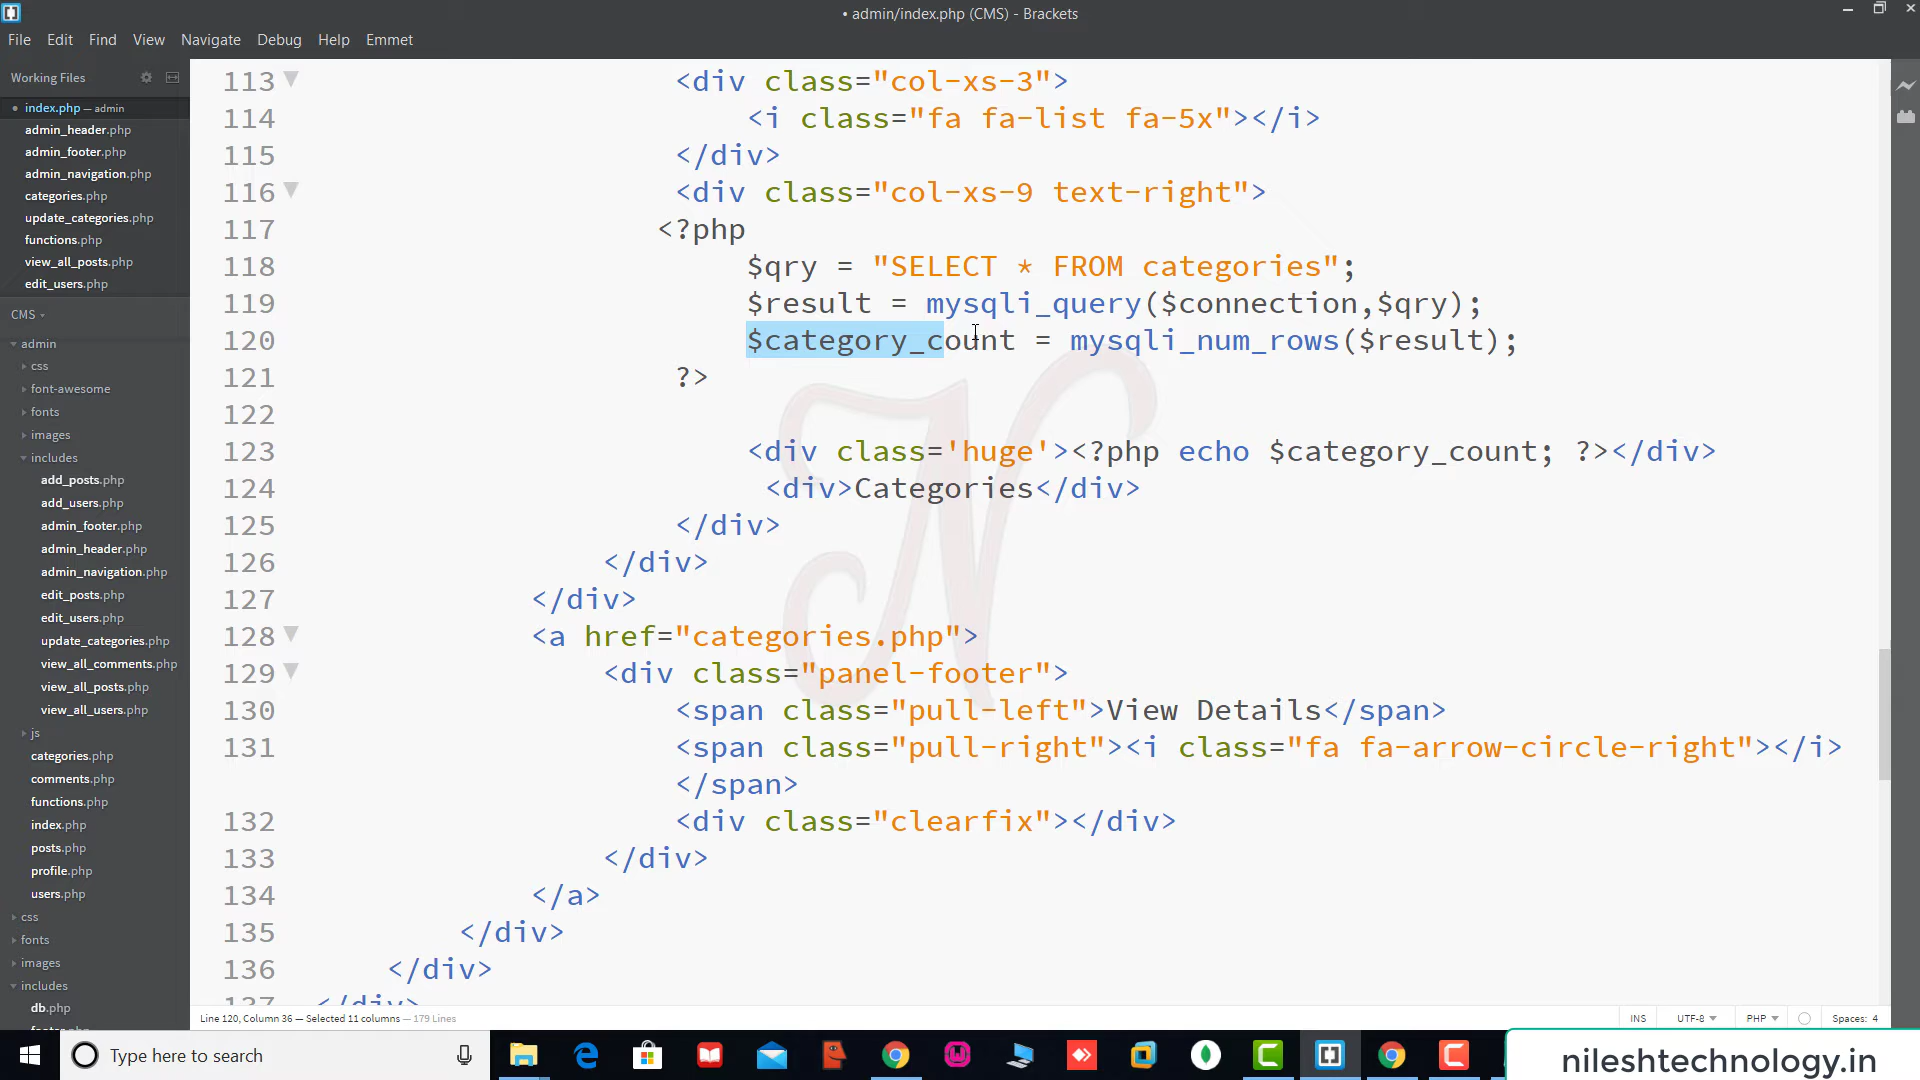 • admin/index.php (CMS) - Brackets
File Edit Find View Navigate Debug Help Emmet
Working Files
index.php — admin
admin_header.php
admin_footer.php
admin_navigation.php
categories.php
update_categories.php
functions.php
view_all_posts.php
edit_users.php
CMS
admin
css
font-awesome
fonts
images
includes
add_posts.php
add_users.php
admin_footer.php
admin_header.php
admin_navigation.php
edit_posts.php
edit_users.php
update_categories.php
view_all_comments.php
view_all_posts.php
view_all_users.php
js
categories.php
comments.php
functions.php
index.php
posts.php
profile.php
users.php
css
fonts
images
includes
db.php
footer.php
113 <div class="col-xs-3">
114 <i class="fa fa-list fa-5x"></i>
115 </div>
116 <div class="col-xs-9 text-right">
117 <?php
118 $qry = "SELECT * FROM categories";
119 $result = mysqli_query($connection,$qry);
120 $category_count = mysqli_num_rows($result);
121 ?>
122
123 <div class='huge'><?php echo $category_count; ?></div>
124 <div>Categories</div>
125 </div>
126 </div>
127 </div>
128 <a href="categories.php">
129 <div class="panel-footer">
130 <span class="pull-left">View Details</span>
131 <span class="pull-right"><i class="fa fa-arrow-circle-right"></i>
</span>
132 <div class="clearfix"></div>
133 </div>
134 </a>
135 </div>
136 </div>
137 </div>
Line 120, Column 36 — Selected 11 columns — 179 Lines
INS UTF-8 PHP Spaces: 4
Type here to search
nileshtechnology.in